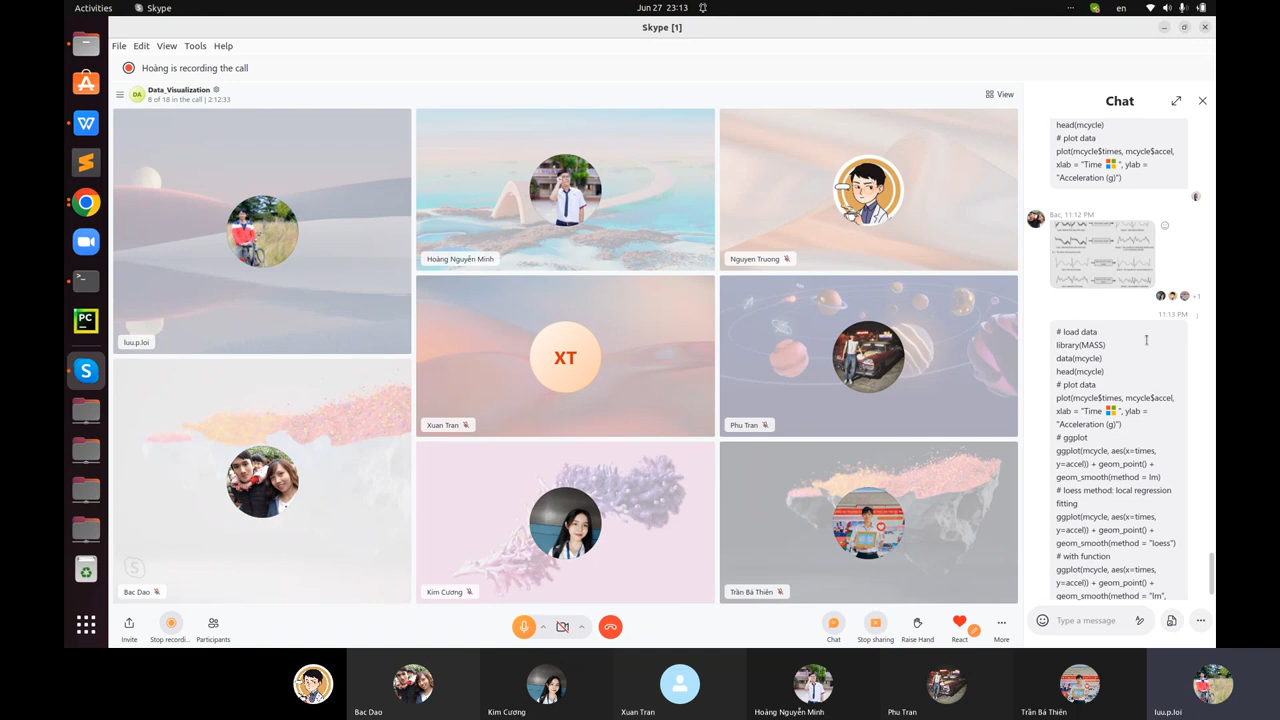 Activities
Skype
Jun 27 23:13
en
Skype [1]
File Edit View Tools Help
Hoàng is recording the call
DA
Data_Visualization
8 of 18 in the call | 2:12:33
View
luu.p.loi
Hoàng Nguyễn Minh
Nguyen Truong
XT
Xuan Tran
Phu Tran
Bac Dao
Kim Cương
Trần Bá Thiên
Invite
Stop recordi...
Participants
Chat
Stop sharing
Raise Hand
React
More
Chat
head(mcycle)
# plot data
plot(mcycle$times, mcycle$accel,
xlab = "Time ", ylab =
"Acceleration (g)")
Bac, 11:12 PM
+1
11:13 PM
# load data
library(MASS)
data(mcycle)
head(mcycle)
# plot data
plot(mcycle$times, mcycle$accel,
xlab = "Time ", ylab =
"Acceleration (g)")
# ggplot
ggplot(mcycle, aes(x=times,
y=accel)) + geom_point() +
geom_smooth(method = lm)
# loess method: local regression
fitting
ggplot(mcycle, aes(x=times,
y=accel)) + geom_point() +
geom_smooth(method = "loess")
# with function
ggplot(mcycle, aes(x=times,
y=accel)) + geom_point() +
geom_smooth(method = "lm",
Type a message
PC
Bac Dao
Kim Cương
Xuan Tran
Hoàng Nguyễn Minh
Phu Tran
Trần Bá Thiên
luu.p.loi